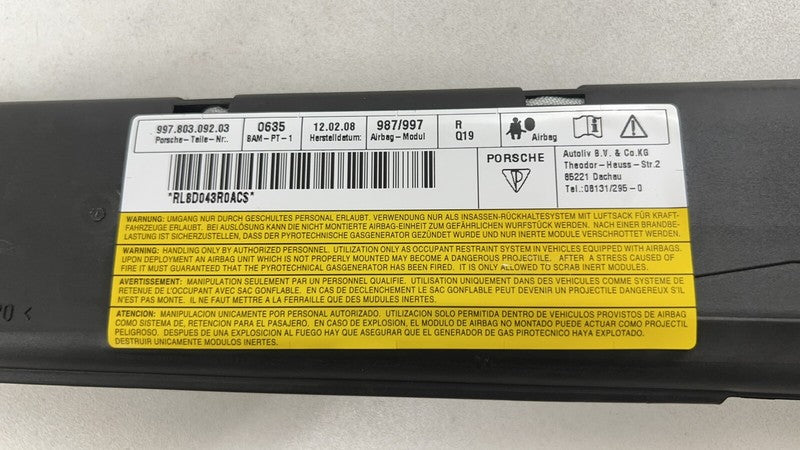 997.803.092.03 0635 12.02.08 987/997 R
Porsche-Teile-Nr.: BAM-PT-1 Herstelldatum: Airbag-Modul Q19 Airbag
PORSCHE
Autoliv B.V. & Co.KG
Theodor-Heuss-Str.2
85221 Dachau
Tel.:08131/295-0
*RL8D043R0ACS*
WARNUNG: UMGANG NUR DURCH GESCHULTES PERSONAL ERLAUBT. VERWENDUNG NUR ALS INSASSEN-RÜCKHALTESYSTEM MIT LUFTSACK FÜR KRAFT-
FAHRZEUGE ERLAUBT. BEI AUSLÖSUNG KANN DIE NICHT MONTIERTE AIRBAG-EINHEIT ZUM GEFÄHRLICHEN WURFSTÜCK WERDEN. NACH EINER BRANDBE-
LASTUNG IST SICHERZUSTELLEN, DASS DER PYROTECHNISCHE GASGENERATOR GEZÜNDET WURDE UND NUR INERTE MODULE VERSCHROTTET WERDEN.
WARNING: HANDLING ONLY BY AUTHORIZED PERSONNEL. UTILIZATION ONLY AS OCCUPANT RESTRAINT SYSTEM IN VEHICLES EQUIPPED WITH AIRBAGS.
UPON DEPLOYMENT AN AIRBAG UNIT WHICH IS NOT PROPERLY MOUNTED MAY BECOME A DANGEROUS PROJECTILE. AFTER A STRESS CAUSED OF
FIRE IT MUST GUARANTEED THAT THE PYROTECHNICAL GASGENERATOR HAS BEEN FIRED. IT IS ONLY ALLOWED TO SCRAB INERT MODULES.
AVERTISSEMENT: MANIPULATION SEULEMENT PAR UN PERSONNEL QUALIFIE. UTILISATION UNIQUEMENT DANS DES VEHICULES COMME SYSTEME DE
RETENUE POUR PASSAGERS. EN CAS DE DECLENCHEMENT LE SAC GONFLABLE PEUT DEVENIR UN PROJECTILE DANGEREUX S'IL
N'EST PAS MONTE. IL NE FAUT METTRE A LA FERRAILLE QUE DES MUDULES INERTES.
ATENCION: MANIPULACION UNICAMENTE POR PERSONAL AUTORIZADO. UTILIZACION SOLO PERMITIDA DENTRO DE VEHICULOS PROVISTOS DE AIRBAG
COMO SISTEMA DE, RETENCION PARA EL PASAJERO. EN CASO DE EXPLOSION, EL MODULO DE AIRBAG NO MONTADO PUEDE ACTUAR COMO PROJECTIL
PELIGROSO. DESPUES DE UNA EXPLOSION AL FUEGO HAY QUE ASEGURAR QUE EL GENERADOR DE GAS PIROTECNICO HAYA EXPLOTADO.
DESTRUIR UNICAMENTE MODULOS INERTES.